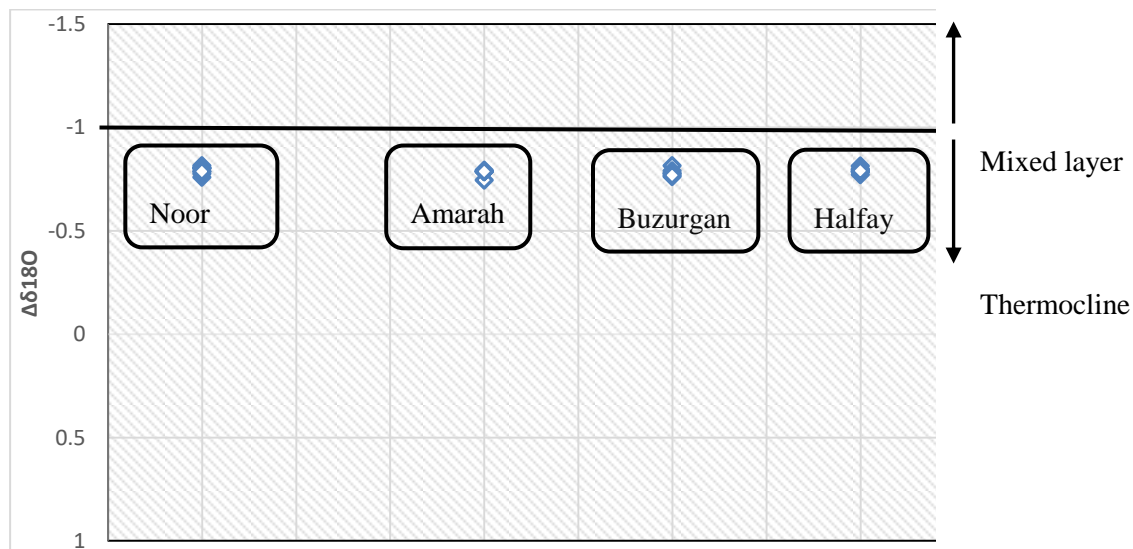 -1.5
-1
-0.5
0
0.5
1
Δδ18O
Noor
Amarah
Buzurgan
Halfay
Mixed layer
Thermocline